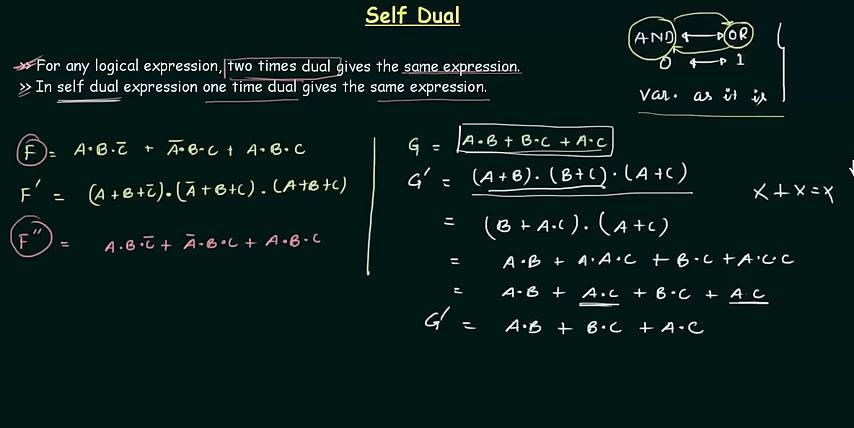 Self Dual
AND ↔ OR
0 ↔ 1
Var. as it is
» For any logical expression, two times dual gives the same expression.
» In self dual expression one time dual gives the same expression.
F = A·B·C̅ + A̅·B·C + A·B·C
F' = (A+B+C̅)·(A̅+B+C)·(A+B+C)
F'' = A·B·C̅ + A̅·B·C + A·B·C
G = A·B + B·C + A·C
G' = (A+B)·(B+C)·(A+C)
= (B+A·C)·(A+C)
= A·B + A·A·C + B·C + A·C·C
= A·B + A·C + B·C + A·C
G' = A·B + B·C + A·C
X+X=X